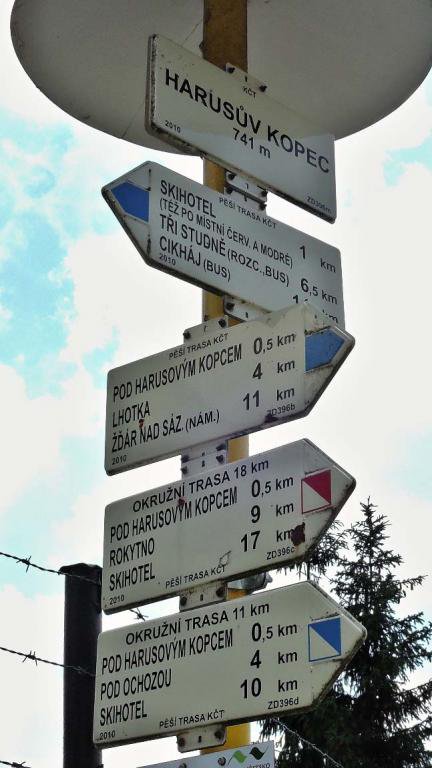 KČT
HARUSŮV KOPEC
741 m
2010
ZD396m
PĚŠÍ TRASA KČT
SKIHOTEL 1 km
(TÉŽ PO MÍSTNÍ ČERV. A MODRÉ)
TŘI STUDNĚ (ROZC.,BUS) 6,5 km
CIKHÁJ (BUS) km
2010
PĚŠÍ TRASA KČT
POD HARUSOVÝM KOPCEM 0,5 km
LHOTKA 4 km
ŽĎÁR NAD SÁZ. (NÁM.) 11 km
2010 ZD396b
OKRUŽNÍ TRASA 18 km
POD HARUSOVÝM KOPCEM 0,5 km
ROKYTNO 9 km
SKIHOTEL 17 km
2010 PĚŠÍ TRASA KČT ZD396c
OKRUŽNÍ TRASA 11 km
POD HARUSOVÝM KOPCEM 0,5 km
POD OCHOZOU 4 km
SKIHOTEL 10 km
2010 PĚŠÍ TRASA KČT ZD396d